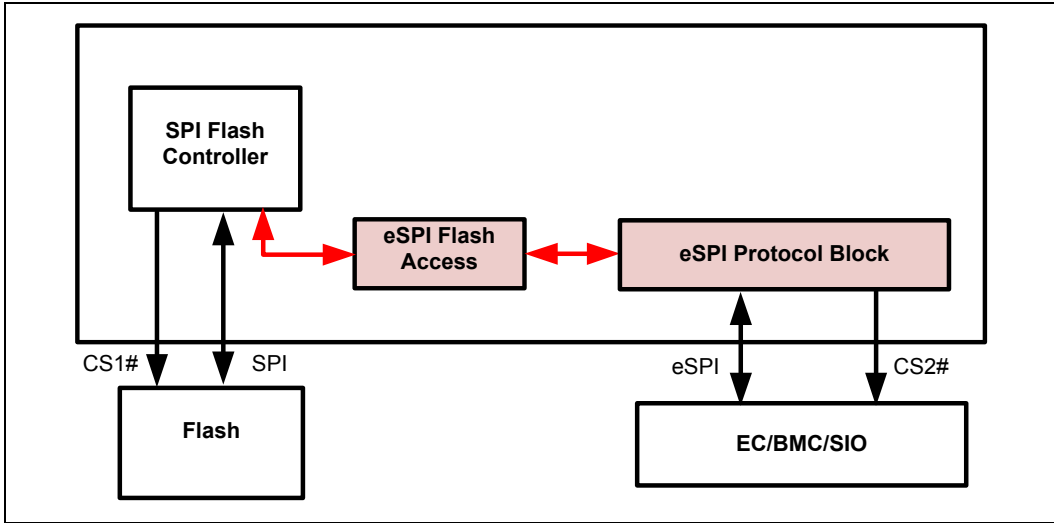 SPI Flash
Controller
eSPI Flash
Access
eSPI Protocol Block
CS1#
SPI
eSPI
CS2#
Flash
EC/BMC/SIO